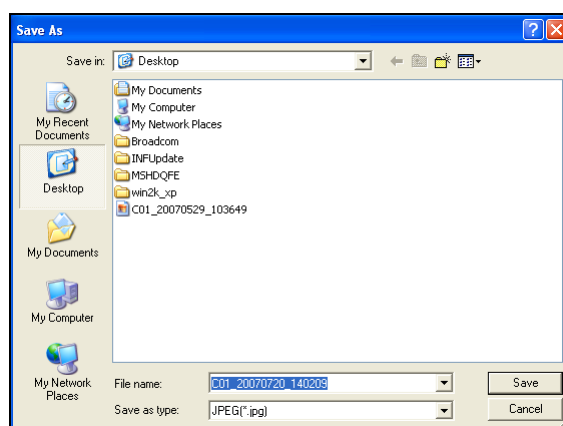 Save As
Save in:
Desktop
My Recent
Documents
Desktop
My Documents
My Computer
My Network
Places
My Documents
My Computer
My Network Places
Broadcom
INFUpdate
MSHDQFE
win2k_xp
C01_20070529_103649
File name:
C01_20070720_140209
Save
Save as type:
JPEG(*.jpg)
Cancel